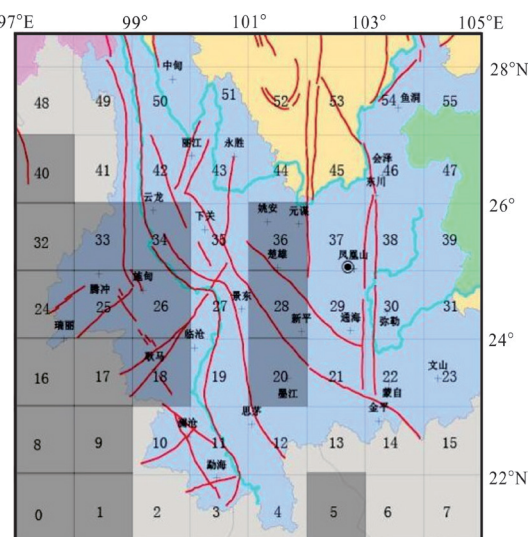 97°E 99° 101° 103° 105°E
28°N
26°
24°
22°N
中甸
48 49 50 51 52 53 54 鱼洞 55
丽江 永胜
会泽
41 42 43 44 45 46 47
东川
云龙 下关 姚安 元谋
32 33 34 35 36 37 38 39
楚雄 凤凰山
腾冲 施甸
24 25 26 27 28 29 30 31
景东
瑞丽 临沧 新平 通海 弥勒
耿马
文山
16 17 18 19 20 21 22 23
墨江 蒙自
思茅 金平
澜沧
8 9 10 11 12 13 14 15
勐海
0 1 2 3 4 5 6 7